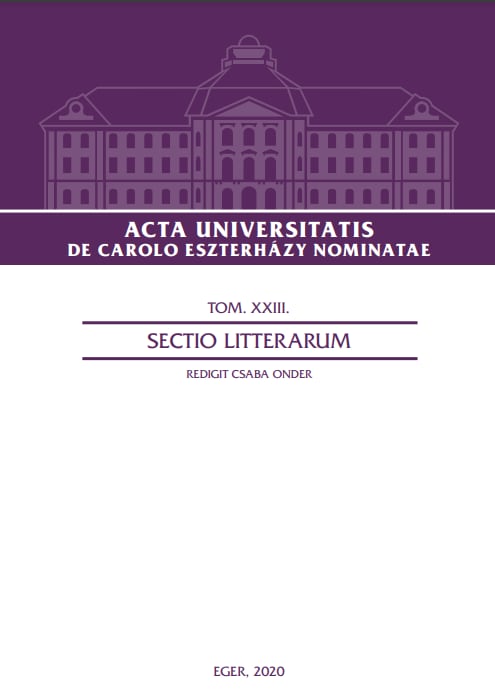 ACTA UNIVERSITATIS
DE CAROLO ESZTERHÁZY NOMINATAE
TOM. XXIII.
SECTIO LITTERARUM
REDIGIT CSABA ONDER
EGER, 2020